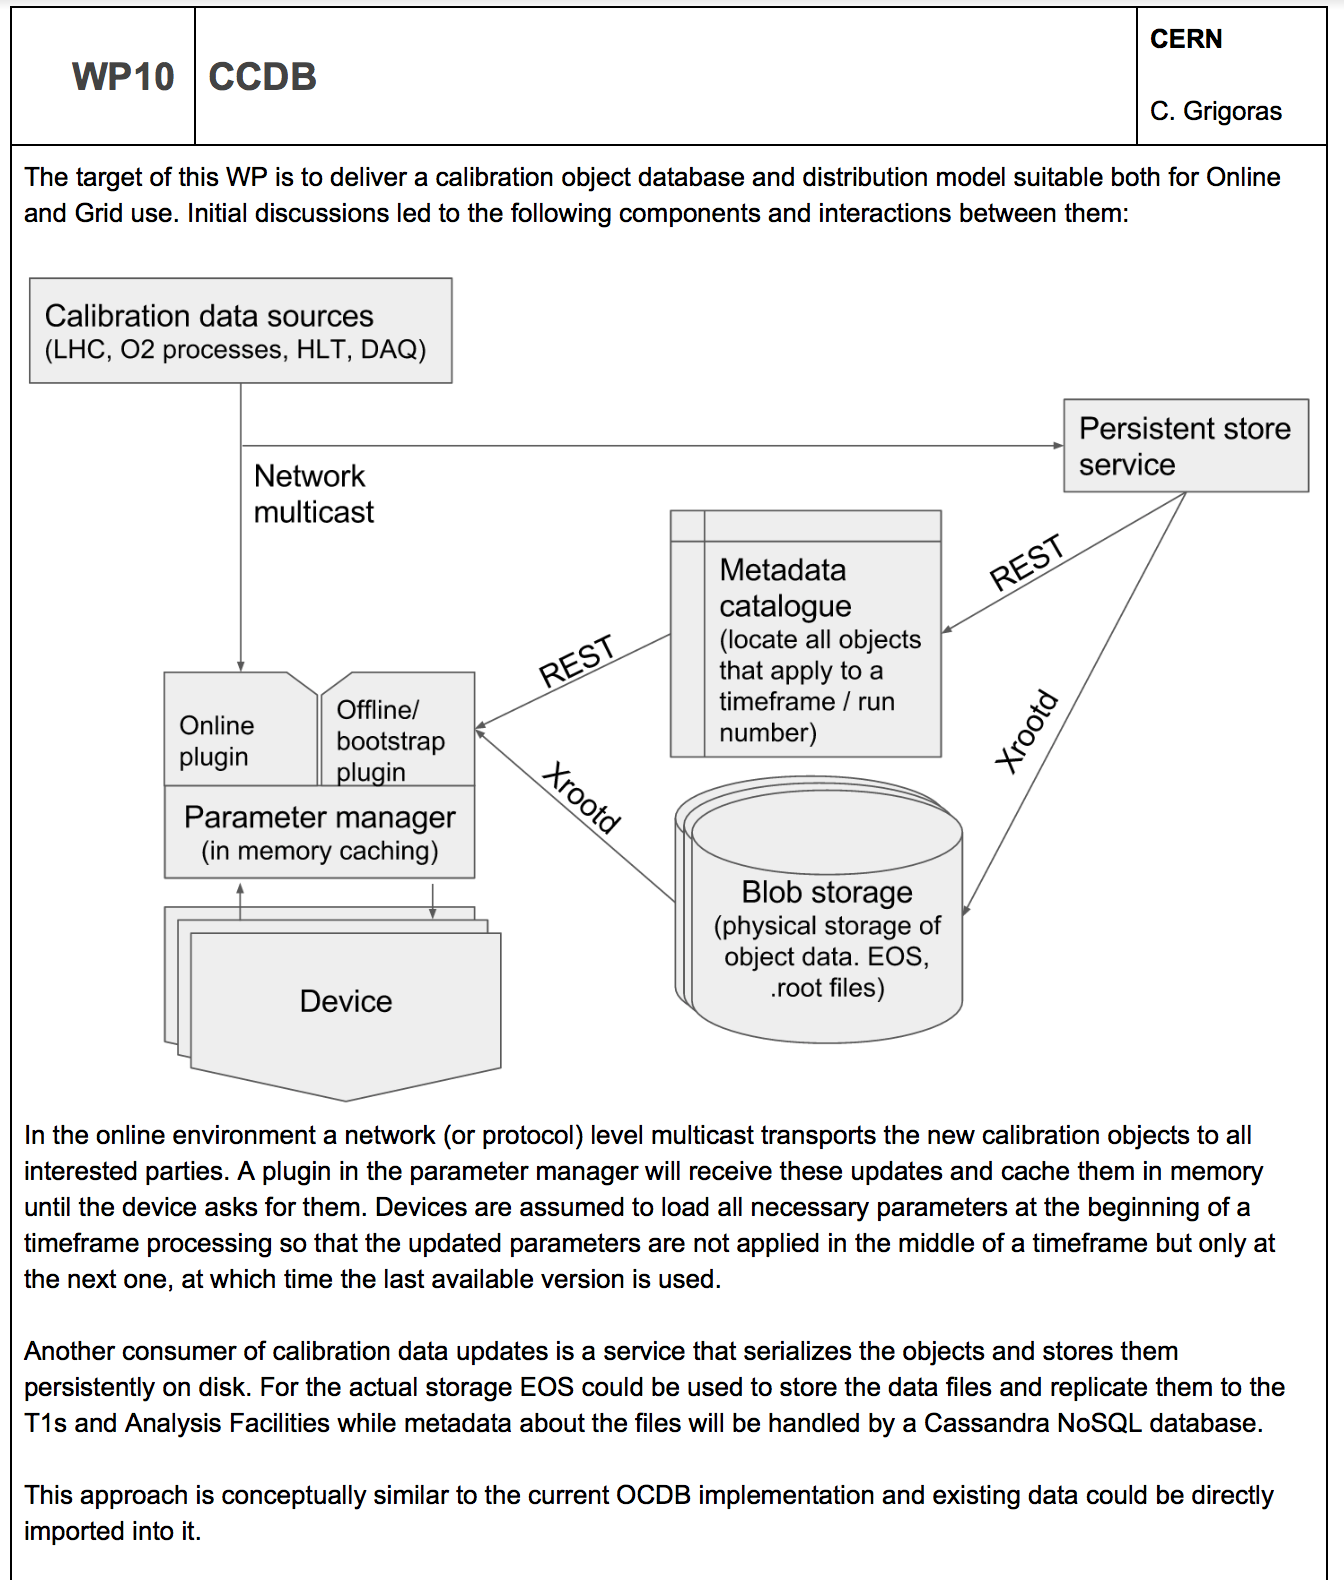 WP10
CCDB
CERN
C. Grigoras
The target of this WP is to deliver a calibration object database and distribution model suitable both for Online
and Grid use. Initial discussions led to the following components and interactions between them:
Calibration data sources
(LHC, O2 processes, HLT, DAQ)
Persistent store
service
Network
multicast
REST
Metadata
catalogue
(locate all objects
that apply to a
timeframe / run
number)
REST
Xrootd
Online
plugin
Offline/
bootstrap
plugin
Xrootd
Parameter manager
(in memory caching)
Blob storage
(physical storage of
object data. EOS,
.root files)
Device
In the online environment a network (or protocol) level multicast transports the new calibration objects to all
interested parties. A plugin in the parameter manager will receive these updates and cache them in memory
until the device asks for them. Devices are assumed to load all necessary parameters at the beginning of a
timeframe processing so that the updated parameters are not applied in the middle of a timeframe but only at
the next one, at which time the last available version is used.
Another consumer of calibration data updates is a service that serializes the objects and stores them
persistently on disk. For the actual storage EOS could be used to store the data files and replicate them to the
T1s and Analysis Facilities while metadata about the files will be handled by a Cassandra NoSQL database.
This approach is conceptually similar to the current OCDB implementation and existing data could be directly
imported into it.